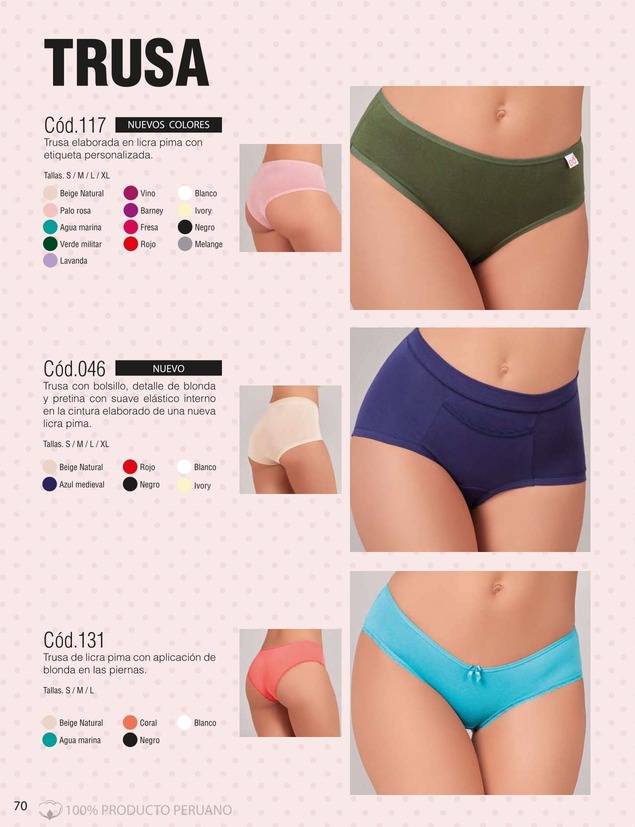 TRUSA
Cód.117 NUEVOS COLORES
Trusa elaborada en licra pima con
etiqueta personalizada.
Tallas. S / M / L / XL
Beige Natural Vino Blanco
Palo rosa Barney Ivory
Agua marina Fresa Negro
Verde militar Rojo Melange
Lavanda
Cód.046 NUEVO
Trusa con bolsillo, detalle de blonda
y pretina con suave elástico interno
en la cintura elaborado de una nueva
licra pima.
Tallas. S / M / L / XL
Beige Natural Rojo Blanco
Azul medieval Negro Ivory
Cód.131
Trusa de licra pima con aplicación de
blonda en las piernas.
Tallas. S / M / L
Beige Natural Coral Blanco
Agua marina Negro
70 100% PRODUCTO PERUANO